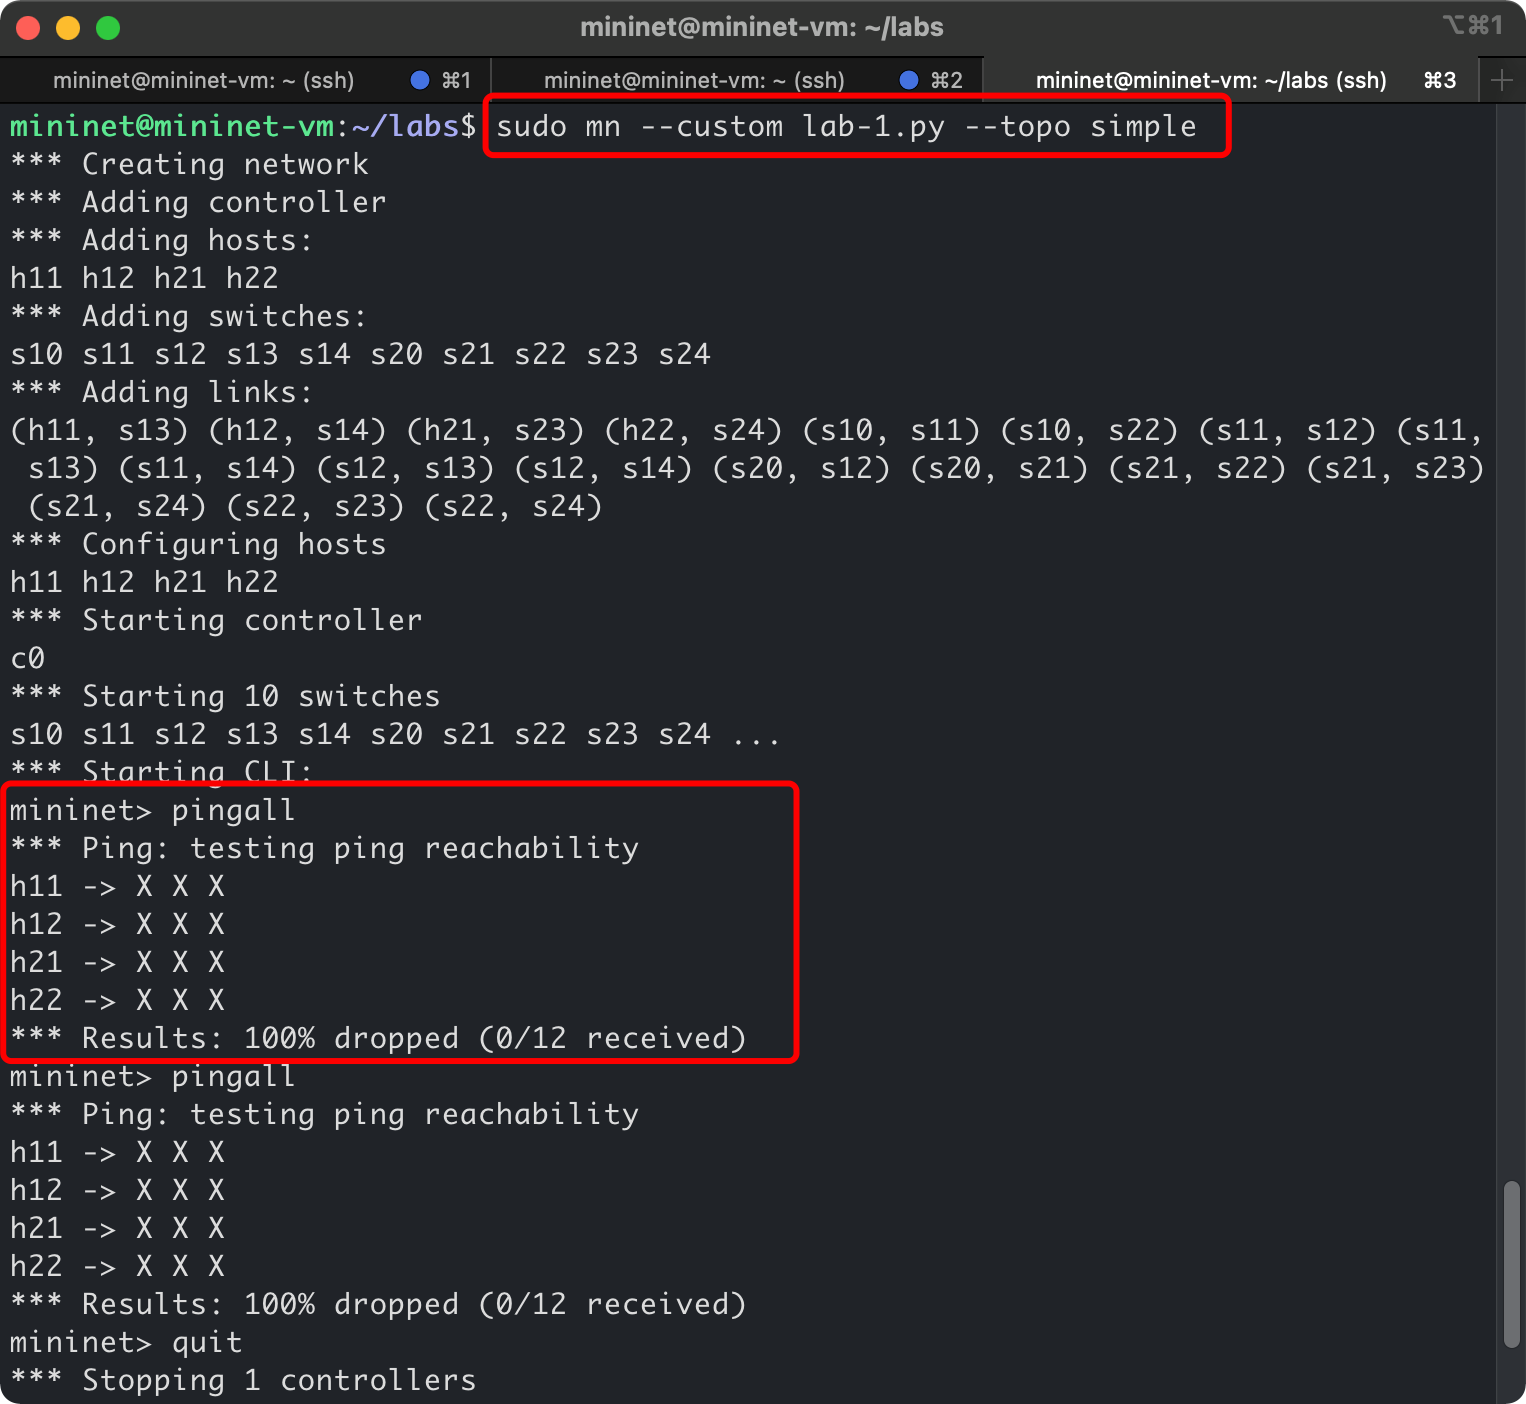 mininet@mininet-vm: ~/labs
⌥⌘1
mininet@mininet-vm: ~ (ssh) ⌘1
mininet@mininet-vm: ~ (ssh) ⌘2
mininet@mininet-vm: ~/labs (ssh) ⌘3
mininet@mininet-vm:~/labs$ sudo mn --custom lab-1.py --topo simple
*** Creating network
*** Adding controller
*** Adding hosts:
h11 h12 h21 h22
*** Adding switches:
s10 s11 s12 s13 s14 s20 s21 s22 s23 s24
*** Adding links:
(h11, s13) (h12, s14) (h21, s23) (h22, s24) (s10, s11) (s10, s22) (s11, s12) (s11,
 s13) (s11, s14) (s12, s13) (s12, s14) (s20, s12) (s20, s21) (s21, s22) (s21, s23)
 (s21, s24) (s22, s23) (s22, s24)
*** Configuring hosts
h11 h12 h21 h22
*** Starting controller
c0
*** Starting 10 switches
s10 s11 s12 s13 s14 s20 s21 s22 s23 s24 ...
*** Starting CLI:
mininet> pingall
*** Ping: testing ping reachability
h11 -> X X X
h12 -> X X X
h21 -> X X X
h22 -> X X X
*** Results: 100% dropped (0/12 received)
mininet> pingall
*** Ping: testing ping reachability
h11 -> X X X
h12 -> X X X
h21 -> X X X
h22 -> X X X
*** Results: 100% dropped (0/12 received)
mininet> quit
*** Stopping 1 controllers